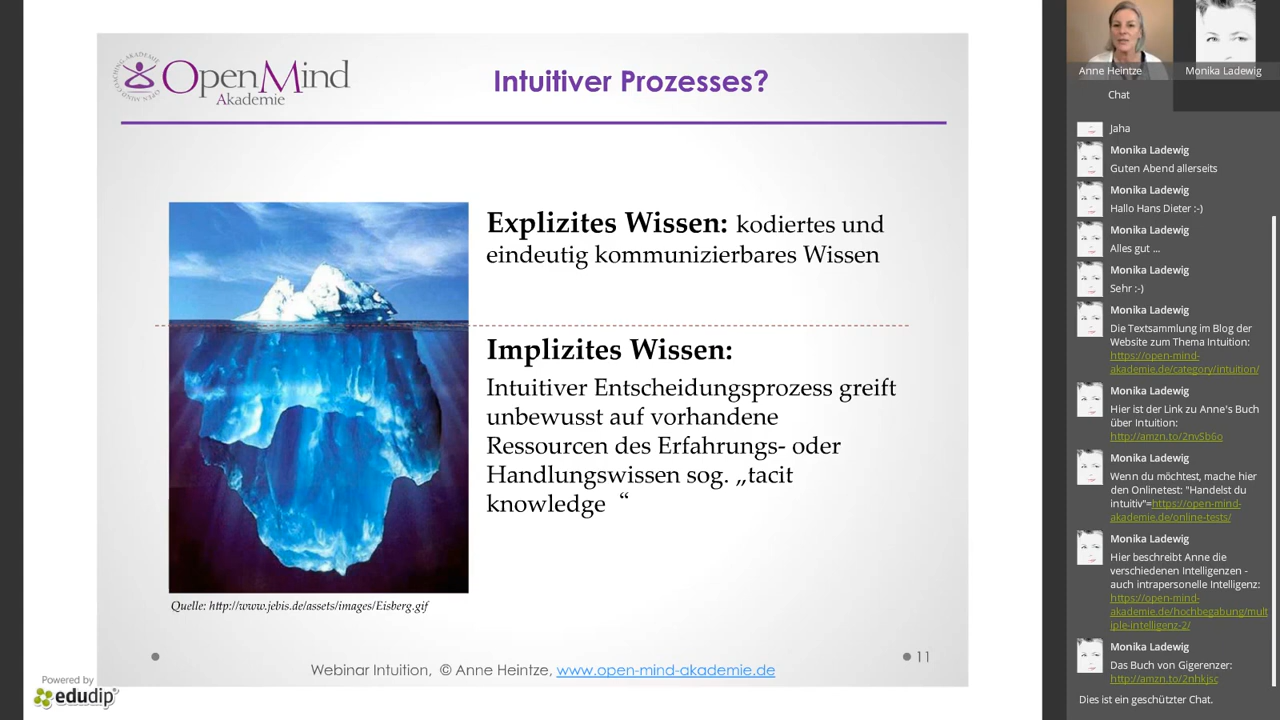 OpenMind
Akademie
OPEN MIND COACHING AKADEMIE
Intuitiver Prozesses?
Explizites Wissen: kodiertes und
eindeutig kommunizierbares Wissen
Implizites Wissen:
Intuitiver Entscheidungsprozess greift
unbewusst auf vorhandene
Ressourcen des Erfahrungs- oder
Handlungswissen sog. „tacit
knowledge “
Quelle: http://www.jebis.de/assets/images/Eisberg.gif
11
Webinar Intuition, © Anne Heintze, www.open-mind-akademie.de
Powered by
edudip
Anne Heintze
Monika Ladewig
Chat
Jaha
Monika Ladewig
Guten Abend allerseits
Monika Ladewig
Hallo Hans Dieter :-)
Monika Ladewig
Alles gut ...
Monika Ladewig
Sehr :-)
Monika Ladewig
Die Textsammlung im Blog der
Website zum Thema Intuition:
https://open-mind-
akademie.de/category/intuition/
Monika Ladewig
Hier ist der Link zu Anne's Buch
über Intuition:
http://amzn.to/2nvSb6o
Monika Ladewig
Wenn du möchtest, mache hier
den Onlinetest: "Handelst du
intuitiv"=https://open-mind-
akademie.de/online-tests/
Monika Ladewig
Hier beschreibt Anne die
verschiedenen Intelligenzen -
auch intrapersonelle Intelligenz:
https://open-mind-
akademie.de/hochbegabung/mult
iple-intelligenz-2/
Monika Ladewig
Das Buch von Gigerenzer:
http://amzn.to/2nhkjsc
Dies ist ein geschützter Chat.